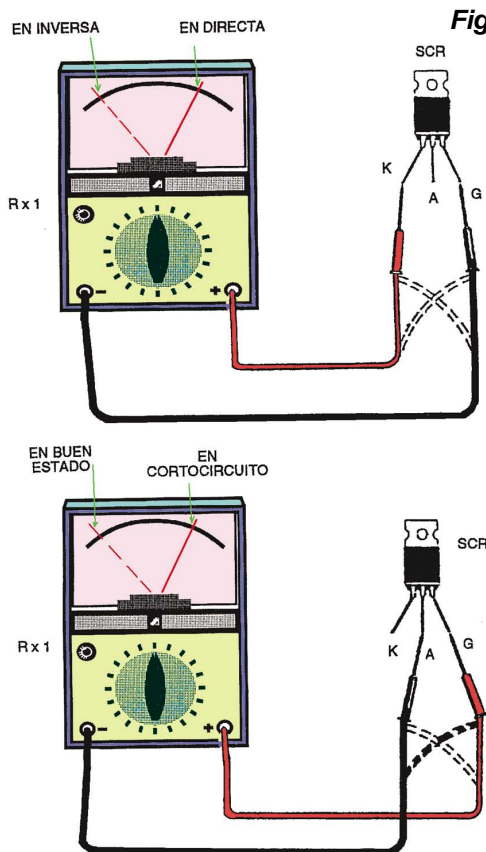 Fig
EN INVERSA
EN DIRECTA
SCR
K
A
G
R x 1
-
+
EN BUEN
ESTADO
EN
CORTOCIRCUITO
SCR
K
A
G
R x 1
-
+